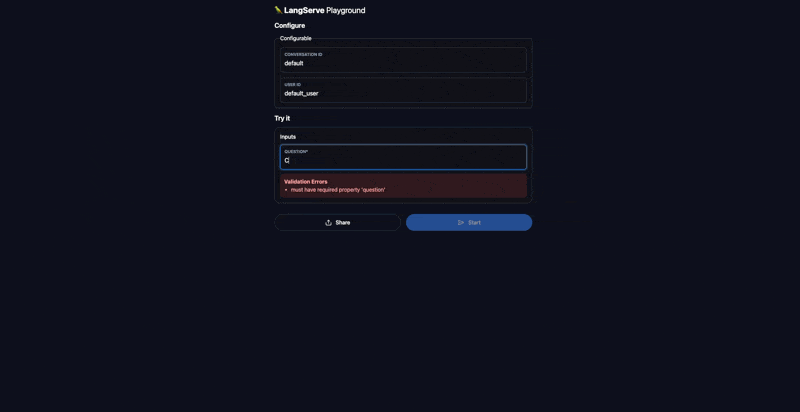 LangServe Playground
Configure
Configurable
CONVERSATION ID
default
USER ID
default_user
Try it
Inputs
QUESTION*
C
Validation Errors
• must have required property 'question'
Share
Start